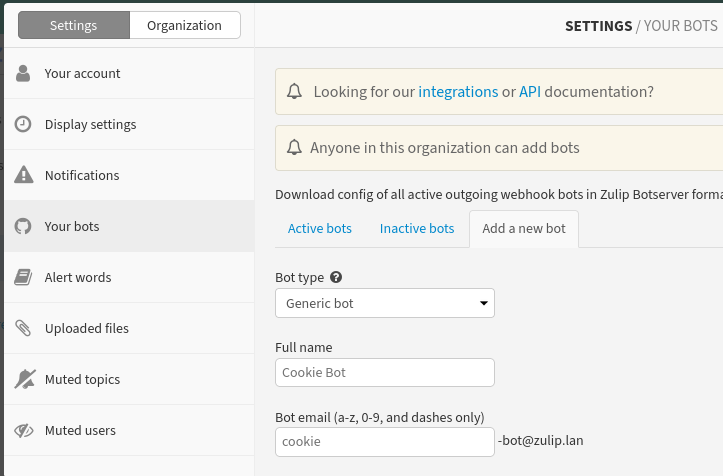 Settings
Organization
SETTINGS / YOUR BOTS
Your account
Display settings
Notifications
Your bots
Alert words
Uploaded files
Muted topics
Muted users
Looking for our integrations or API documentation?
Anyone in this organization can add bots
Download config of all active outgoing webhook bots in Zulip Botserver forma
Active bots
Inactive bots
Add a new bot
Bot type ?
Generic bot
Full name
Cookie Bot
Bot email (a-z, 0-9, and dashes only)
cookie -bot@zulip.lan